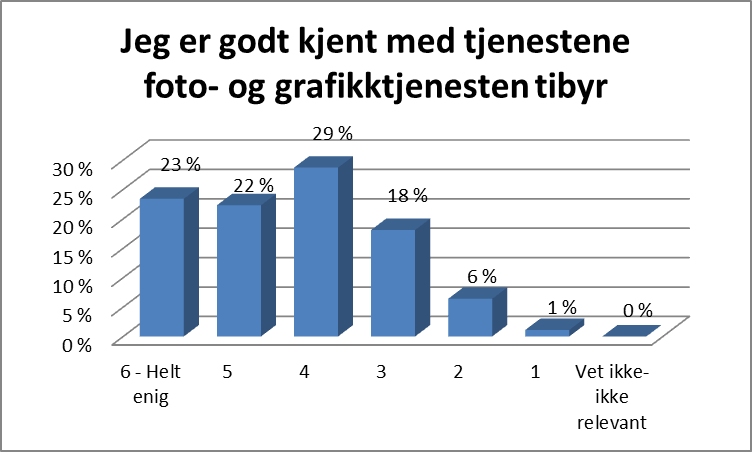 Jeg er godt kjent med tjenestene
foto- og grafikktjenesten tibyr
30 %
25 %
20 %
15 %
10 %
5 %
0 %
23 %
22 %
29 %
18 %
6 %
1 %
0 %
6 - Helt
enig
5
4
3
2
1
Vet ikke-
ikke
relevant